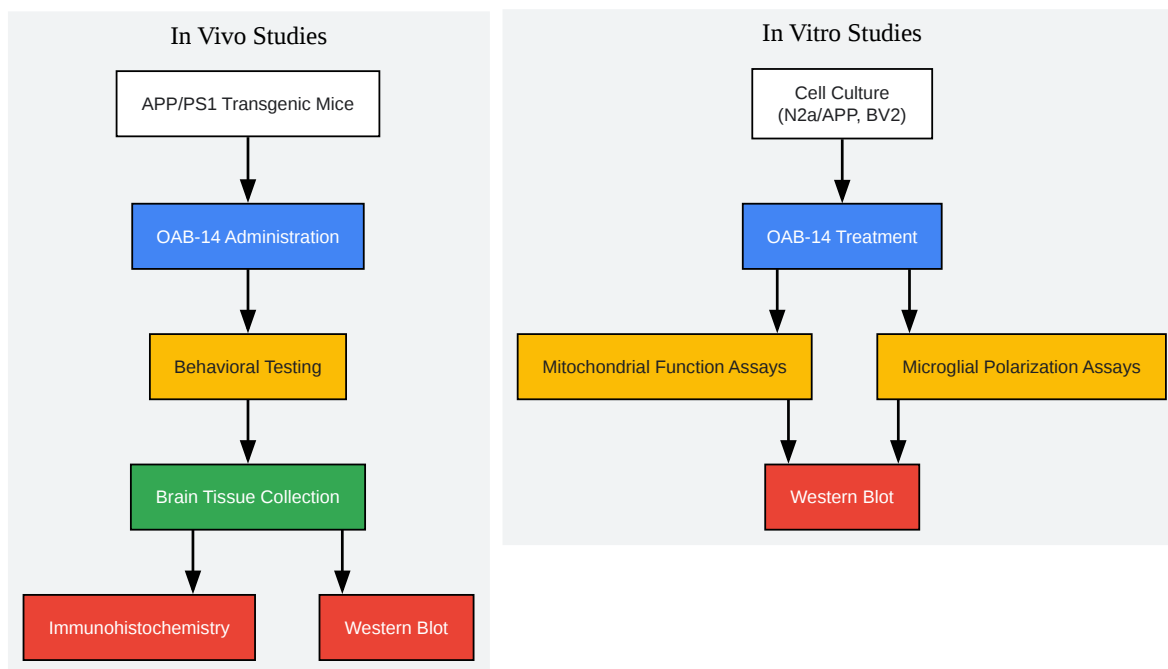 In Vivo Studies
APP/PS1 Transgenic Mice
OAB-14 Administration
Behavioral Testing
Brain Tissue Collection
Immunohistochemistry
Western Blot
In Vitro Studies
Cell Culture
(N2a/APP, BV2)
OAB-14 Treatment
Mitochondrial Function Assays
Microglial Polarization Assays
Western Blot